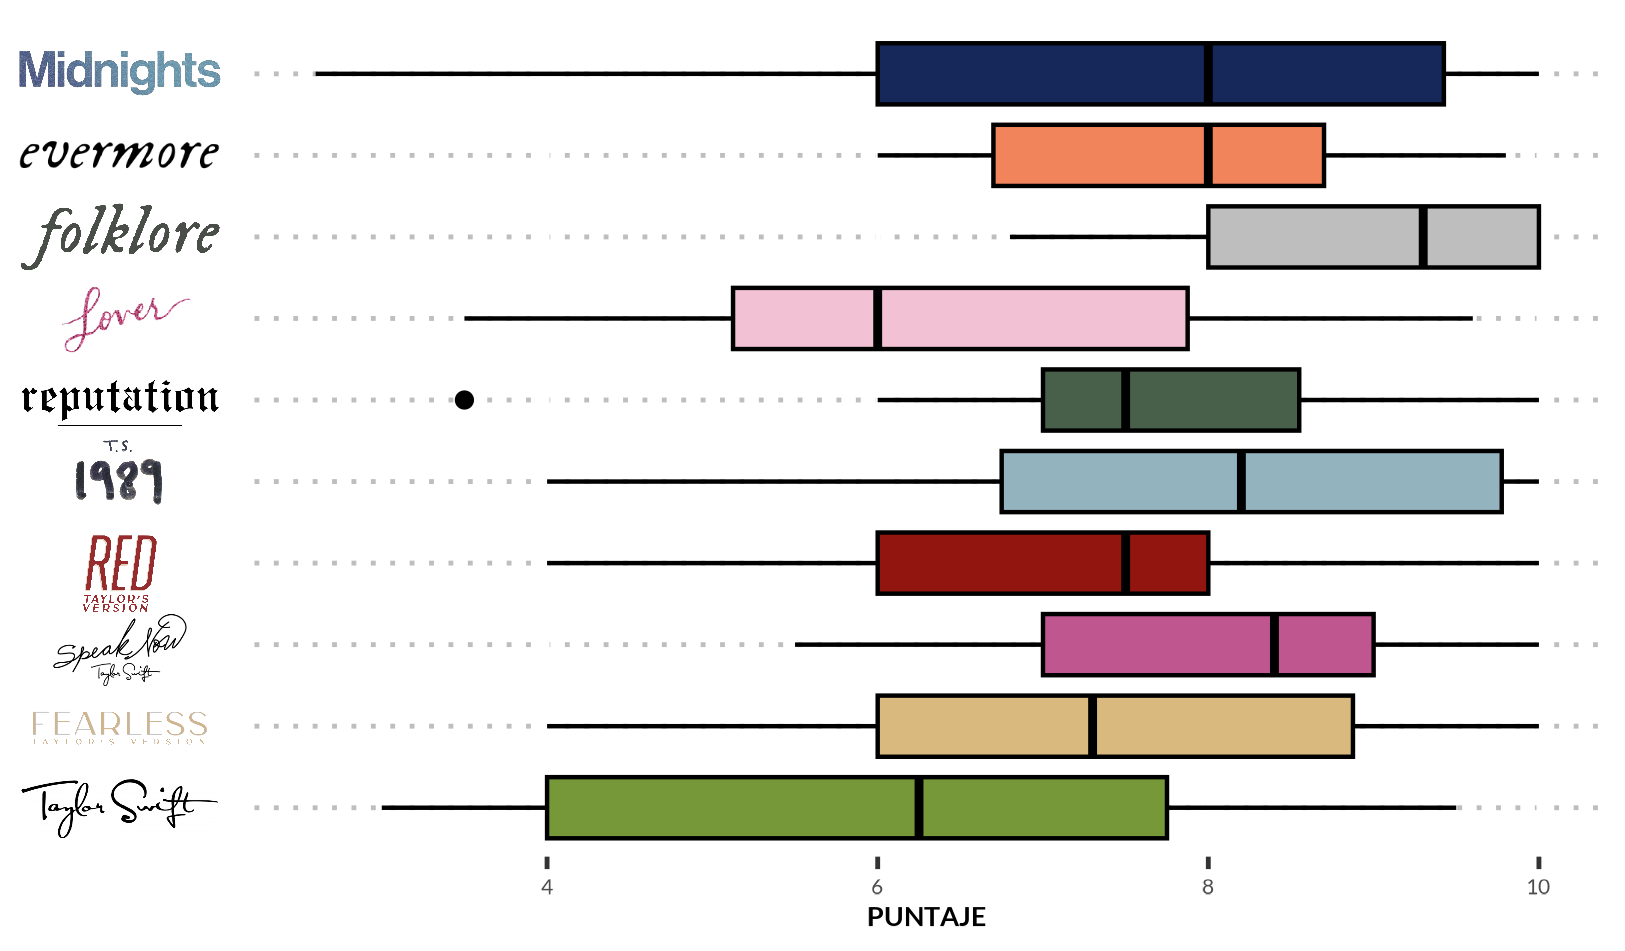 Midnights
evermore
folklore
Lover
reputation
T.S.
1989
RED
TAYLOR'S
VERSION
Speak Now
Taylor Swift
FEARLESS
TAYLOR'S VERSION
Taylor Swift
4 6 8 10
PUNTAJE